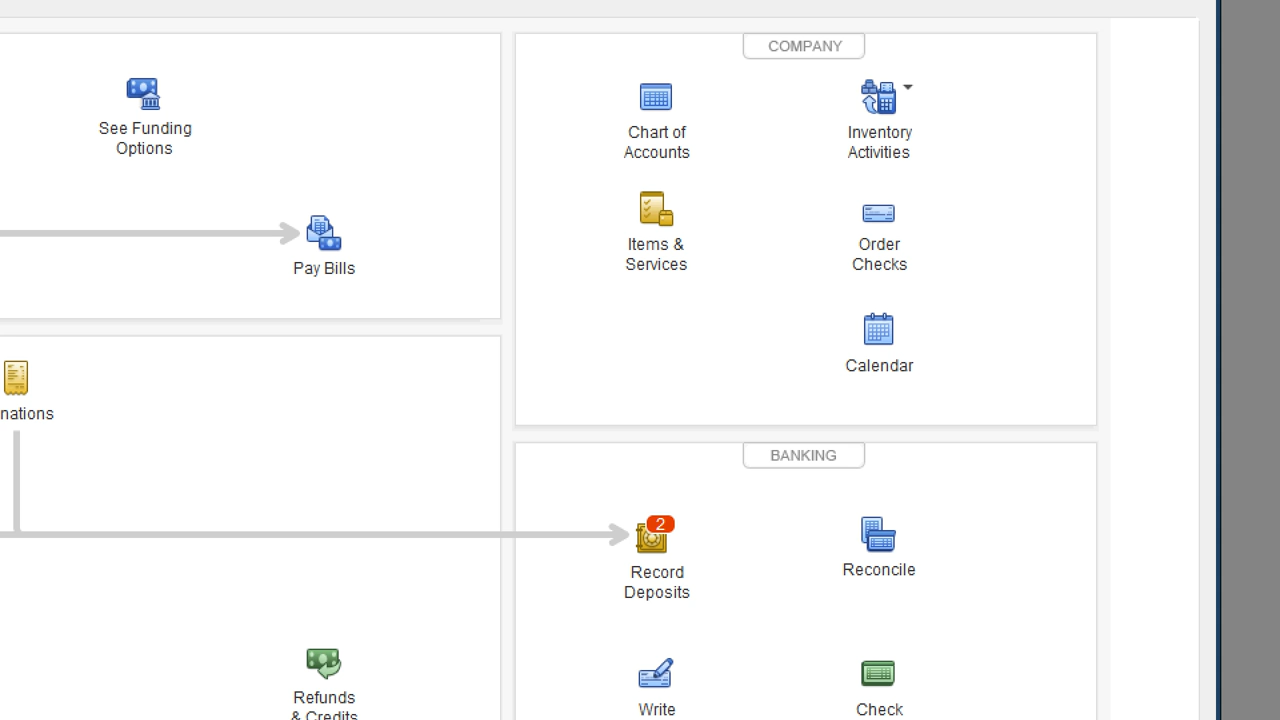 See Funding
Options
Pay Bills
nations
Refunds
& Credits
COMPANY
Chart of
Accounts
Inventory
Activities
Items &
Services
Order
Checks
Calendar
BANKING
2
Record
Deposits
Reconcile
Write
Check